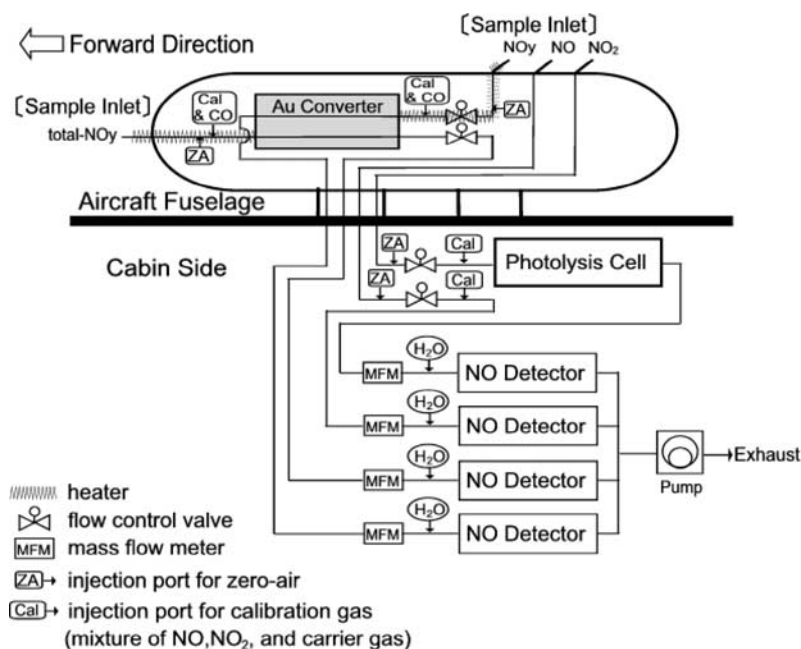 〔Sample Inlet〕
NOy NO NO₂
Forward Direction
〔Sample Inlet〕
total-NOy
Cal & CO
Au Converter
Cal & CO
ZA
ZA
Aircraft Fuselage
Cabin Side
ZA
Cal
ZA
Cal
Photolysis Cell
H₂O
MFM
NO Detector
H₂O
MFM
NO Detector
H₂O
MFM
NO Detector
H₂O
MFM
NO Detector
Exhaust
Pump
heater
flow control valve
MFM mass flow meter
ZA injection port for zero-air
Cal injection port for calibration gas
(mixture of NO,NO₂, and carrier gas)